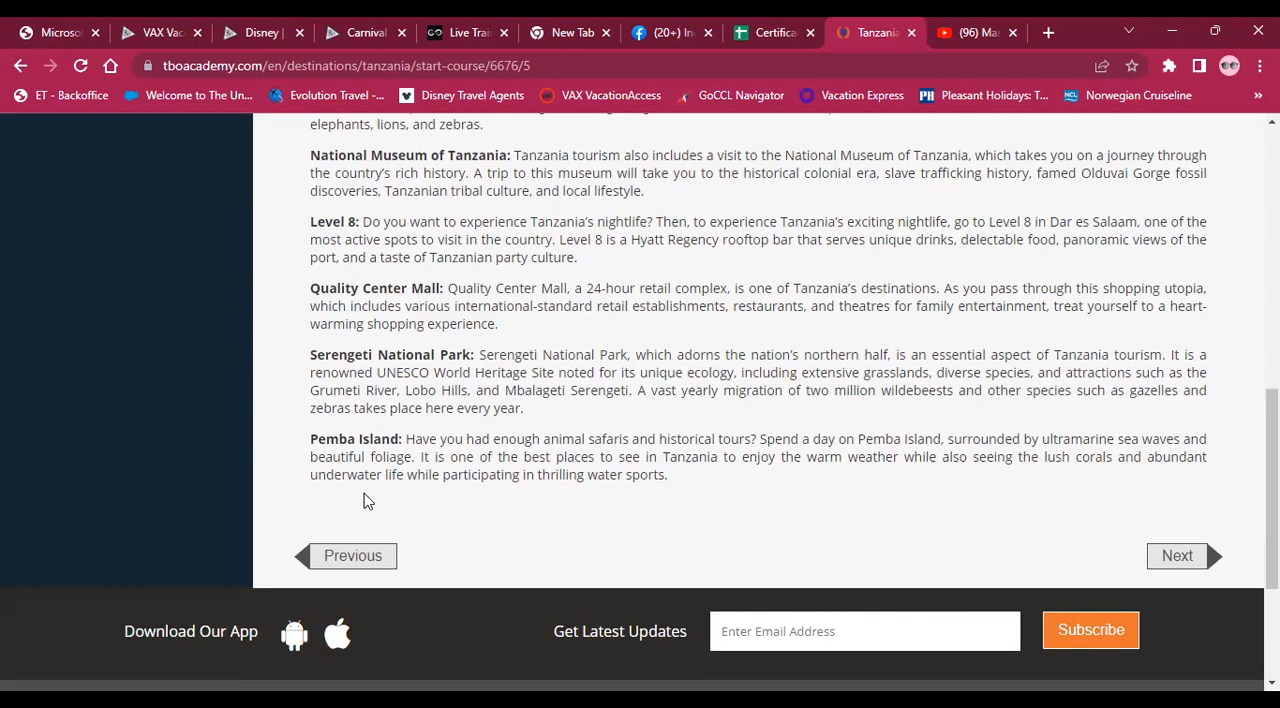 Microso
VAX Vac
Disney |
Carnival
Live Trai
New Tab
(20+) In
Certifica
Tanzania
(96) Ma
tboacademy.com/en/destinations/tanzania/start-course/6676/5
ET - Backoffice
Welcome to The Un...
Evolution Travel -...
Disney Travel Agents
VAX VacationAccess
GoCCL Navigator
Vacation Express
Pleasant Holidays: T...
Norwegian Cruiseline
»
elephants, lions, and zebras.
National Museum of Tanzania: Tanzania tourism also includes a visit to the National Museum of Tanzania, which takes you on a journey through
the country's rich history. A trip to this museum will take you to the historical colonial era, slave trafficking history, famed Olduvai Gorge fossil
discoveries, Tanzanian tribal culture, and local lifestyle.
Level 8: Do you want to experience Tanzania's nightlife? Then, to experience Tanzania's exciting nightlife, go to Level 8 in Dar es Salaam, one of the
most active spots to visit in the country. Level 8 is a Hyatt Regency rooftop bar that serves unique drinks, delectable food, panoramic views of the
port, and a taste of Tanzanian party culture.
Quality Center Mall: Quality Center Mall, a 24-hour retail complex, is one of Tanzania's destinations. As you pass through this shopping utopia,
which includes various international-standard retail establishments, restaurants, and theatres for family entertainment, treat yourself to a heart-
warming shopping experience.
Serengeti National Park: Serengeti National Park, which adorns the nation's northern half, is an essential aspect of Tanzania tourism. It is a
renowned UNESCO World Heritage Site noted for its unique ecology, including extensive grasslands, diverse species, and attractions such as the
Grumeti River, Lobo Hills, and Mbalageti Serengeti. A vast yearly migration of two million wildebeests and other species such as gazelles and
zebras takes place here every year.
Pemba Island: Have you had enough animal safaris and historical tours? Spend a day on Pemba Island, surrounded by ultramarine sea waves and
beautiful foliage. It is one of the best places to see in Tanzania to enjoy the warm weather while also seeing the lush corals and abundant
underwater life while participating in thrilling water sports.
Previous
Next
Download Our App
Get Latest Updates
Enter Email Address
Subscribe